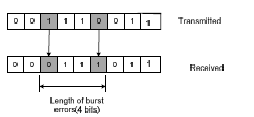 0 0 1 1 1 0 0 1 1 Transmitted
0 0 0 1 1 1 0 1 1 Received
Length of burst
errors(4 bits)